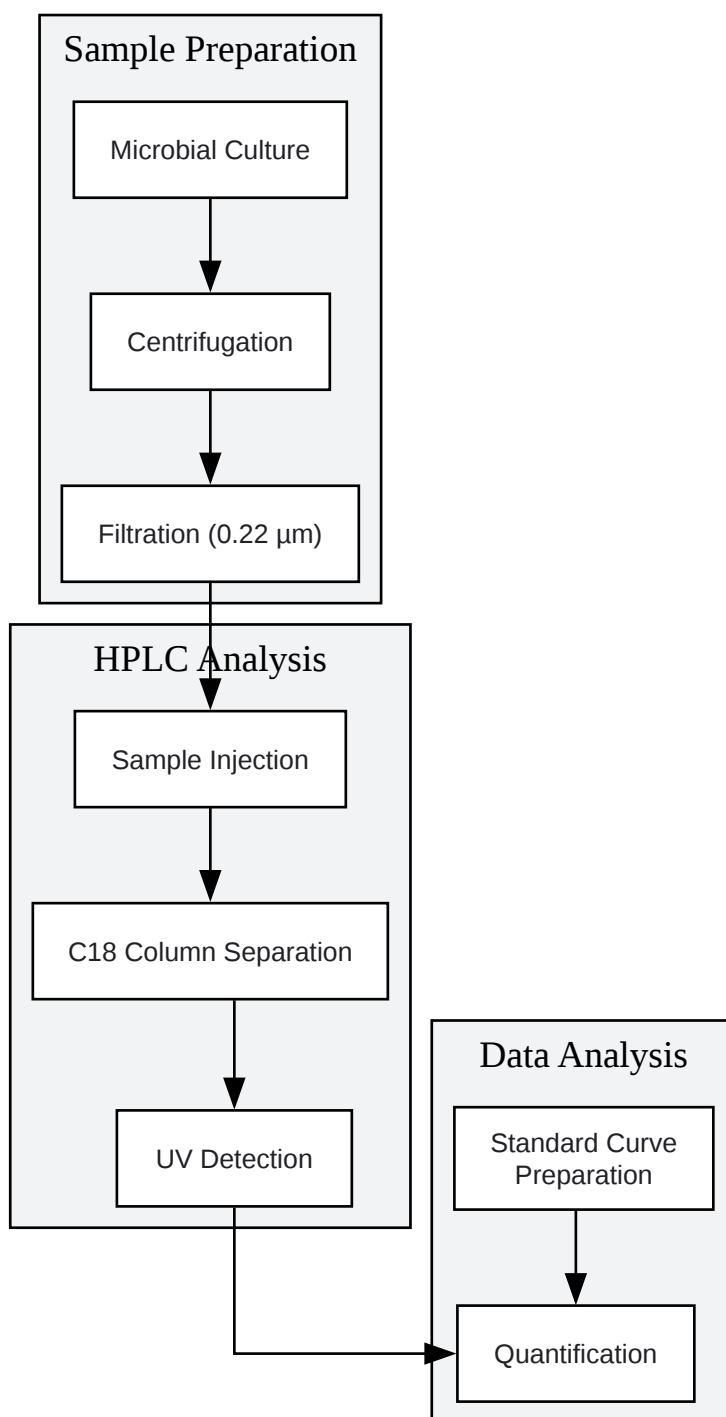 Sample Preparation
Microbial Culture
Centrifugation
Filtration (0.22 µm)
HPLC Analysis
Sample Injection
C18 Column Separation
UV Detection
Data Analysis
Standard Curve
Preparation
Quantification